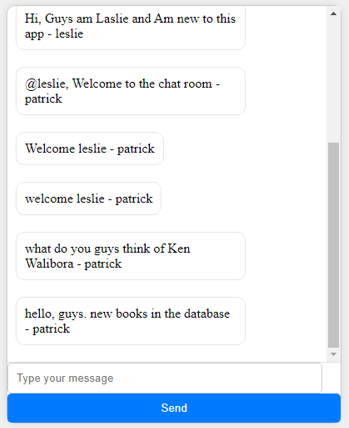 Hi, Guys am Laslie and Am new to this
app - leslie
@leslie, Welcome to the chat room -
patrick
Welcome leslie - patrick
welcome leslie - patrick
what do you guys think of Ken
Walibora - patrick
hello, guys. new books in the database
- patrick
Type your message
Send